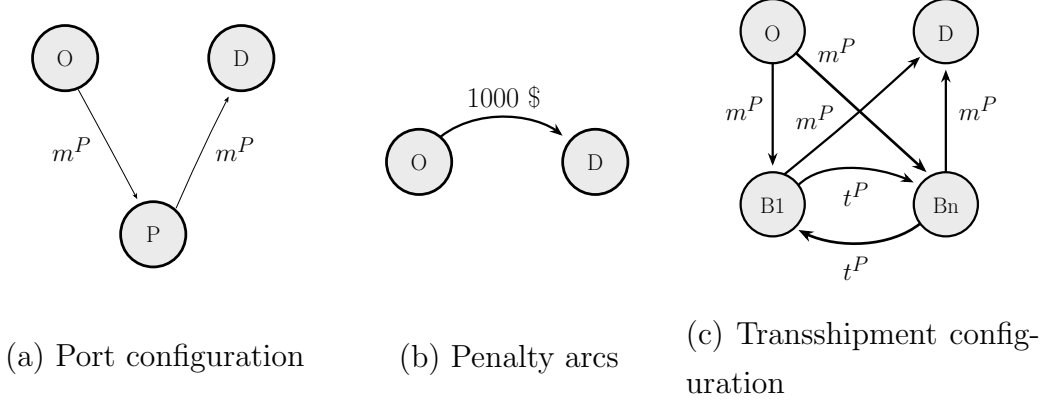 O
D
m^P
m^P
P
(a) Port configuration
1000 $
O
D
(b) Penalty arcs
O
D
m^P
m^P
m^P
m^P
B1
Bn
t^P
t^P
(c) Transshipment config-
uration